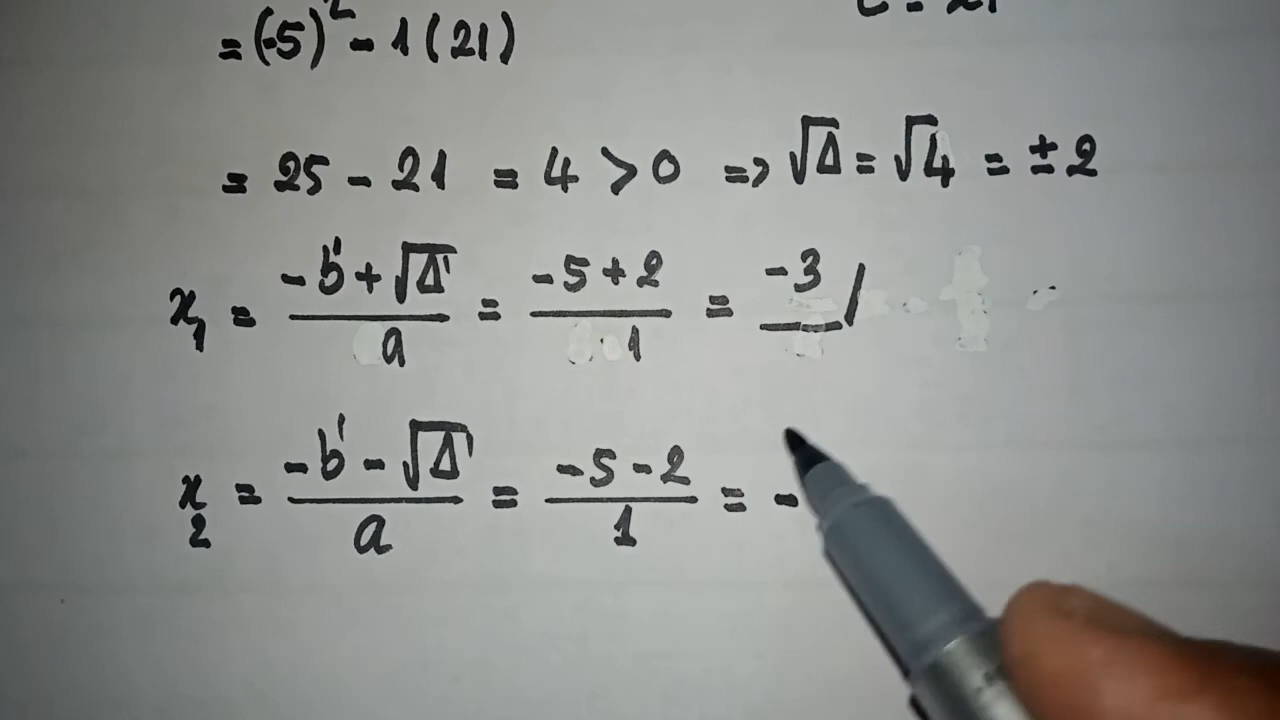 = (-5)² - 1 (21)
= 25 - 21 = 4 > 0 => √Δ = √4 = ± 2
x₁ = (-b' + √Δ') / a = (-5 + 2) / 1 = -3 /
x₂ = (-b' - √Δ') / a = (-5 - 2) / 1 = -